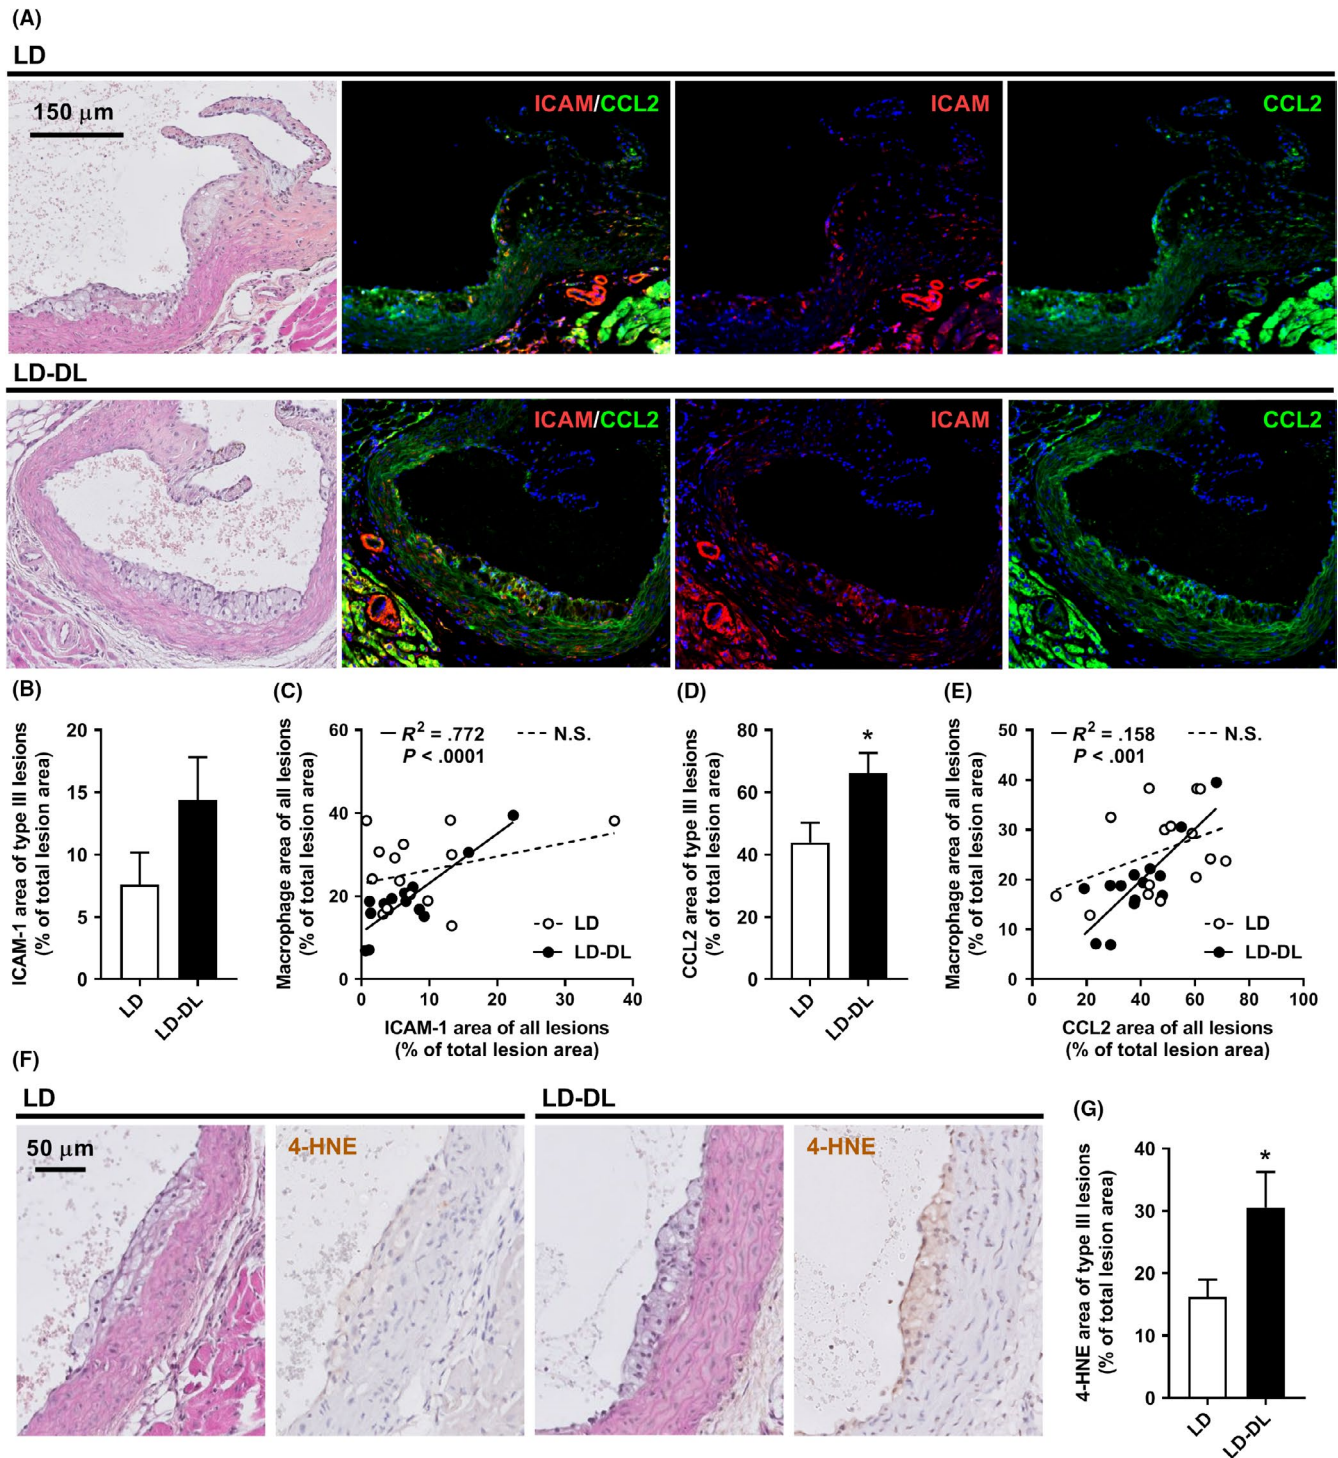 (A)
LD
150 μm
ICAM/CCL2
ICAM
CCL2
LD-DL
ICAM/CCL2
ICAM
CCL2
(B)
ICAM-1 area of type III lesions
(% of total lesion area)
20
15
10
5
0
LD
LD-DL
(C)
Macrophage area of all lesions
(% of total lesion area)
60
40
20
0
R² = .772
P < .0001
N.S.
LD
LD-DL
0 10 20 30 40
ICAM-1 area of all lesions
(% of total lesion area)
(D)
CCL2 area of type III lesions
(% of total lesion area)
80
60
40
20
0
*
LD
LD-DL
(E)
Macrophage area of all lesions
(% of total lesion area)
50
40
30
20
10
0
R² = .158
P < .001
N.S.
LD
LD-DL
0 20 40 60 80 100
CCL2 area of all lesions
(% of total lesion area)
(F)
LD
50 μm
4-HNE
LD-DL
4-HNE
(G)
4-HNE area of type III lesions
(% of total lesion area)
40
30
20
10
0
*
LD
LD-DL